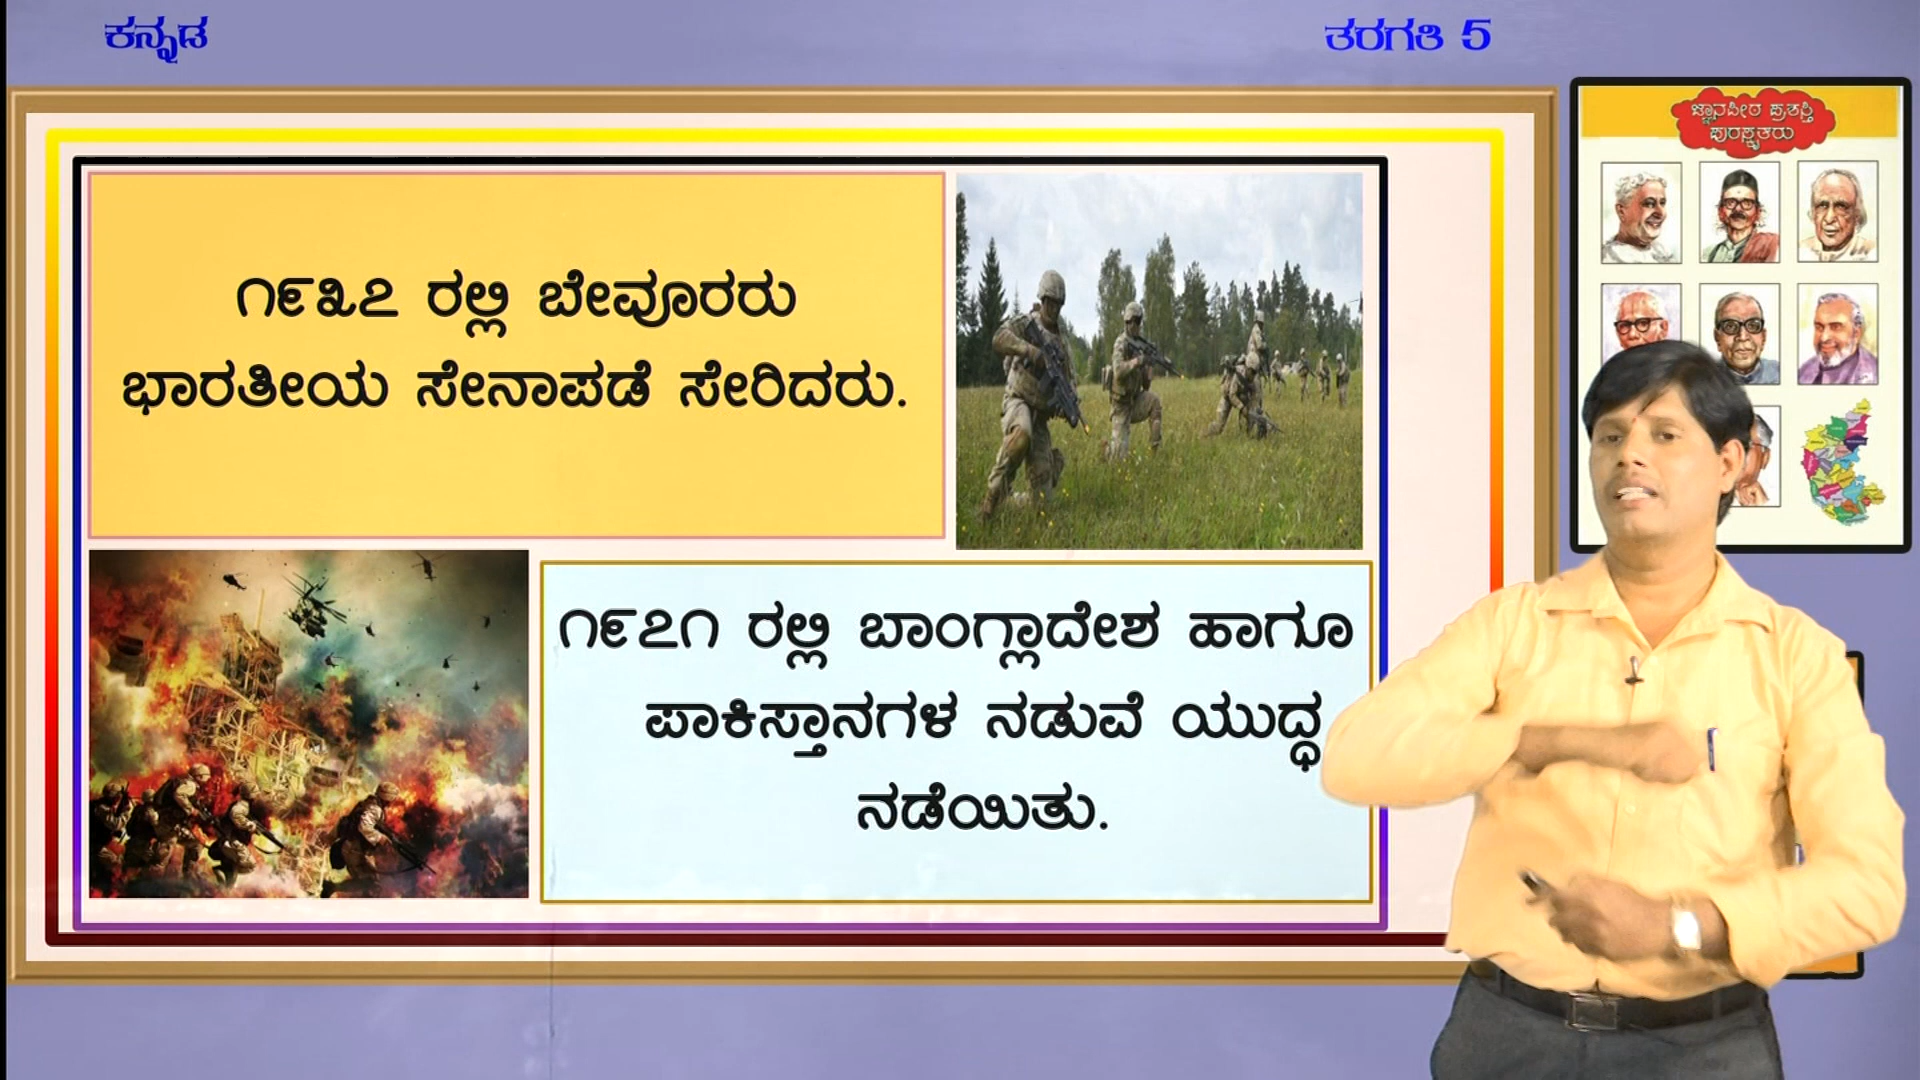 ಕನ್ನಡ
ತರಗತಿ 5
ಜ್ಞಾನಪೀಠ ಪ್ರಶಸ್ತಿ
ಪುರಸ್ಕೃತರು
೧೯೩೭ ರಲ್ಲಿ ಬೇವೂರರು
ಭಾರತೀಯ ಸೇನಾಪಡೆ ಸೇರಿದರು.
೧೯೭೧ ರಲ್ಲಿ ಬಾಂಗ್ಲಾದೇಶ ಹಾಗೂ
ಪಾಕಿಸ್ತಾನಗಳ ನಡುವೆ ಯುದ್ಧ
ನಡೆಯಿತು.